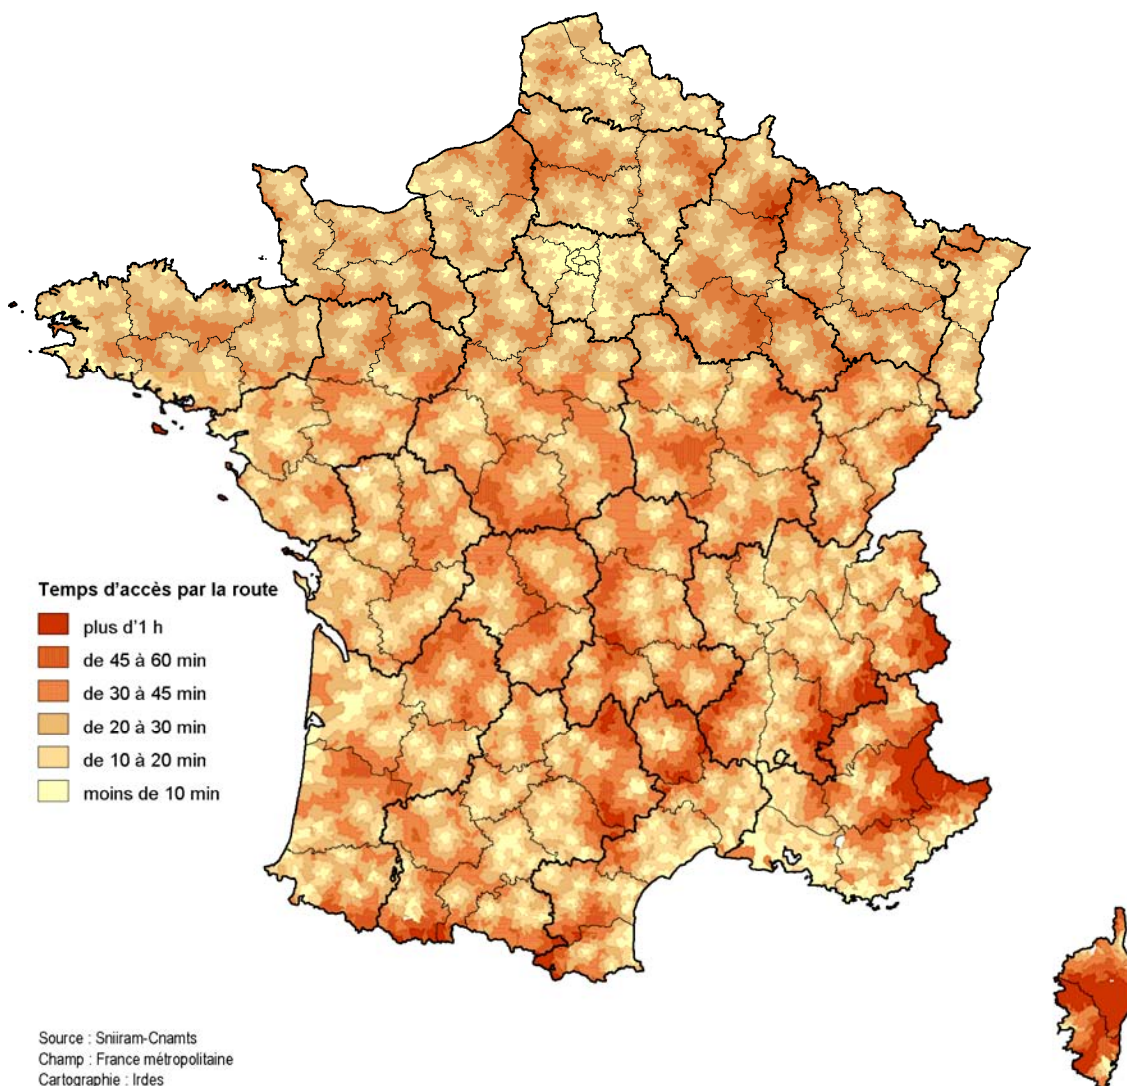 Temps d'accès par la route
plus d'1 h
de 45 à 60 min
de 30 à 45 min
de 20 à 30 min
de 10 à 20 min
moins de 10 min
Source : Sniiram-Cnamts
Champ : France métropolitaine
Cartographie : Irdes